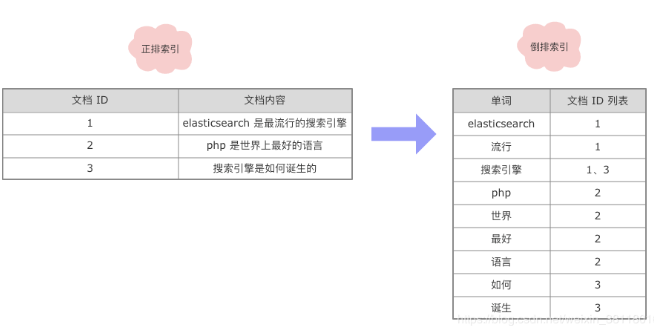 正排索引
倒排索引
文档 ID 文档内容
1 elasticsearch 是最流行的搜索引擎
2 php 是世界上最好的语言
3 搜索引擎是如何诞生的
单词 文档 ID 列表
elasticsearch 1
流行 1
搜索引擎 1、3
php 2
世界 2
最好 2
语言 2
如何 3
诞生 3